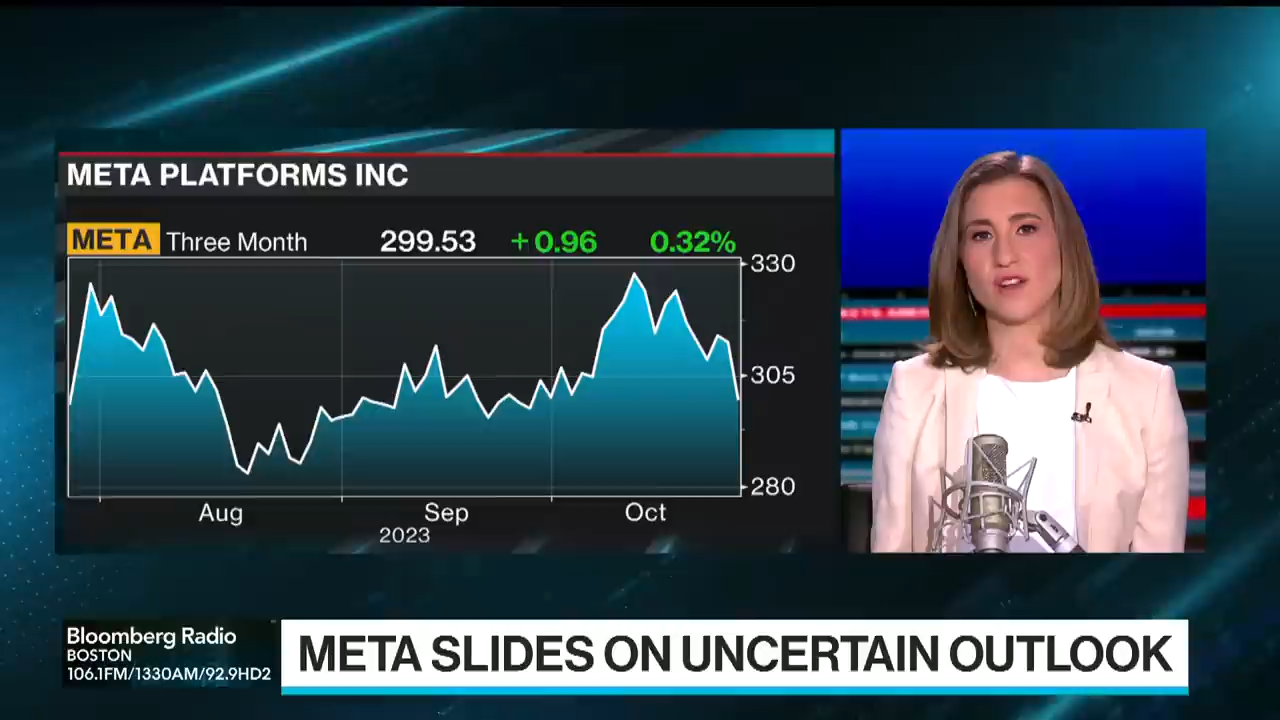 META PLATFORMS INC
META Three Month 299.53 +0.96 0.32%
330
305
280
Aug Sep Oct
2023
Bloomberg Radio
BOSTON
106.1FM/1330AM/92.9HD2
META SLIDES ON UNCERTAIN OUTLOOK